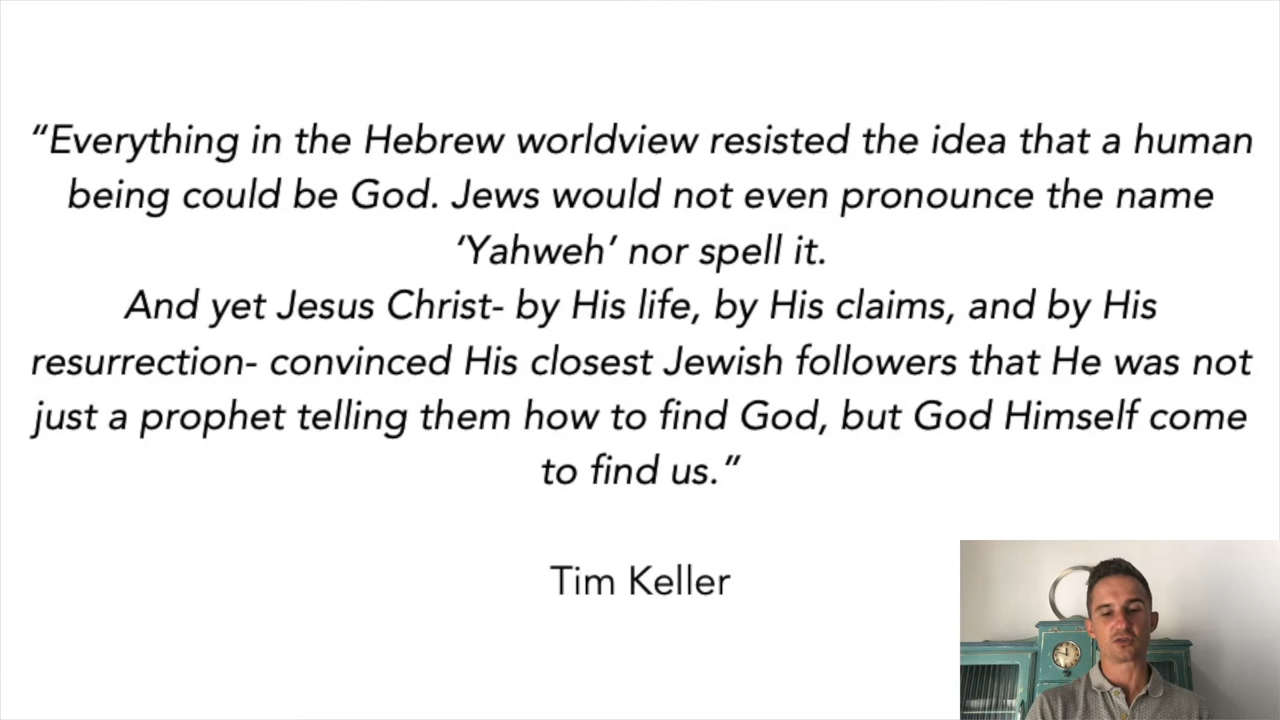 “Everything in the Hebrew worldview resisted the idea that a human
being could be God. Jews would not even pronounce the name
‘Yahweh’ nor spell it.
And yet Jesus Christ- by His life, by His claims, and by His
resurrection- convinced His closest Jewish followers that He was not
just a prophet telling them how to find God, but God Himself come
to find us.”
Tim Keller